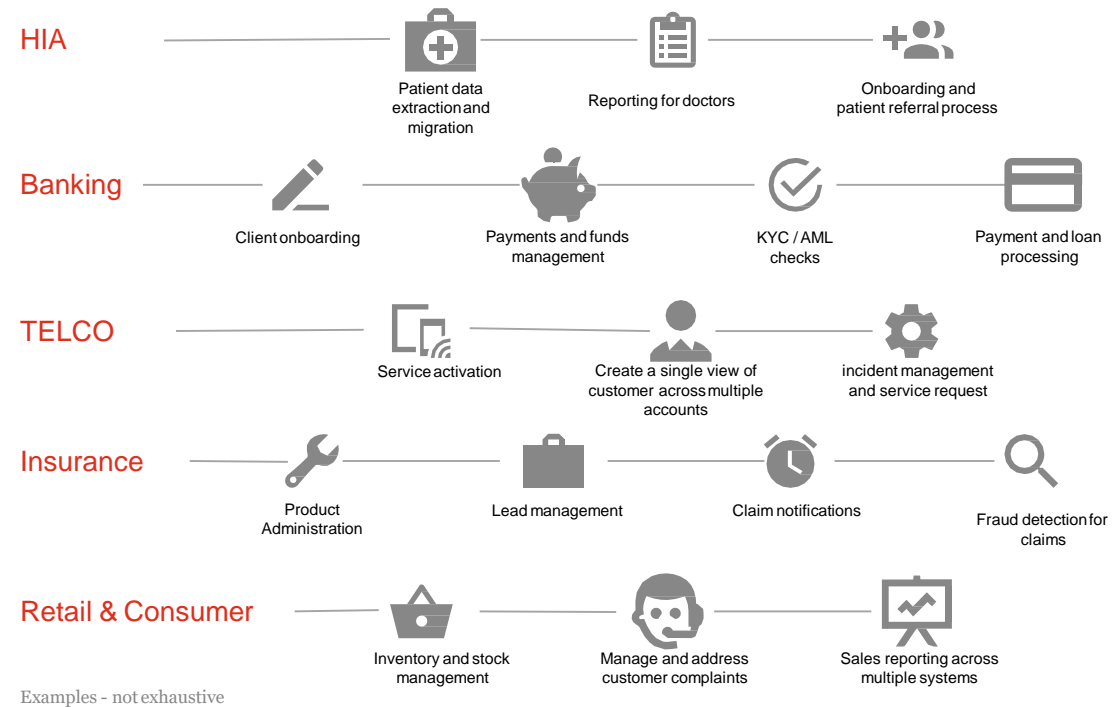 HIA
Patient data
extraction and
migration
Reporting for doctors
Onboarding and
patient referral process
Banking
Client onboarding
Payments and funds
management
KYC / AML
checks
Payment and loan
processing
TELCO
Service activation
Create a single view of
customer across multiple
accounts
incident management
and service request
Insurance
Product
Administration
Lead management
Claim notifications
Fraud detection for
claims
Retail & Consumer
Inventory and stock
management
Manage and address
customer complaints
Sales reporting across
multiple systems
Examples - not exhaustive